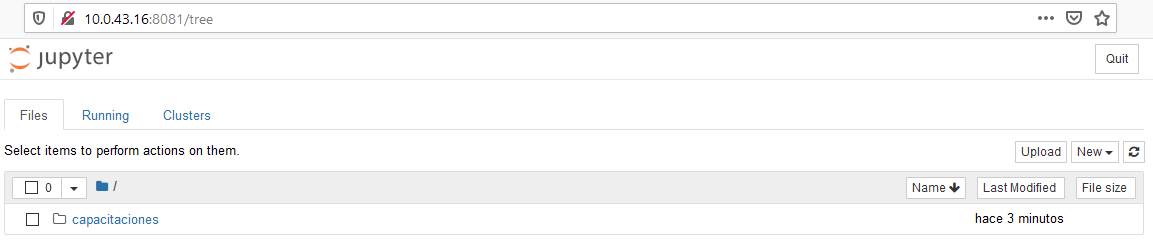 10.0.43.16:8081/tree
jupyter
Quit
Files Running Clusters
Select items to perform actions on them.
Upload New
0 / Name Last Modified File size
capacitaciones hace 3 minutos